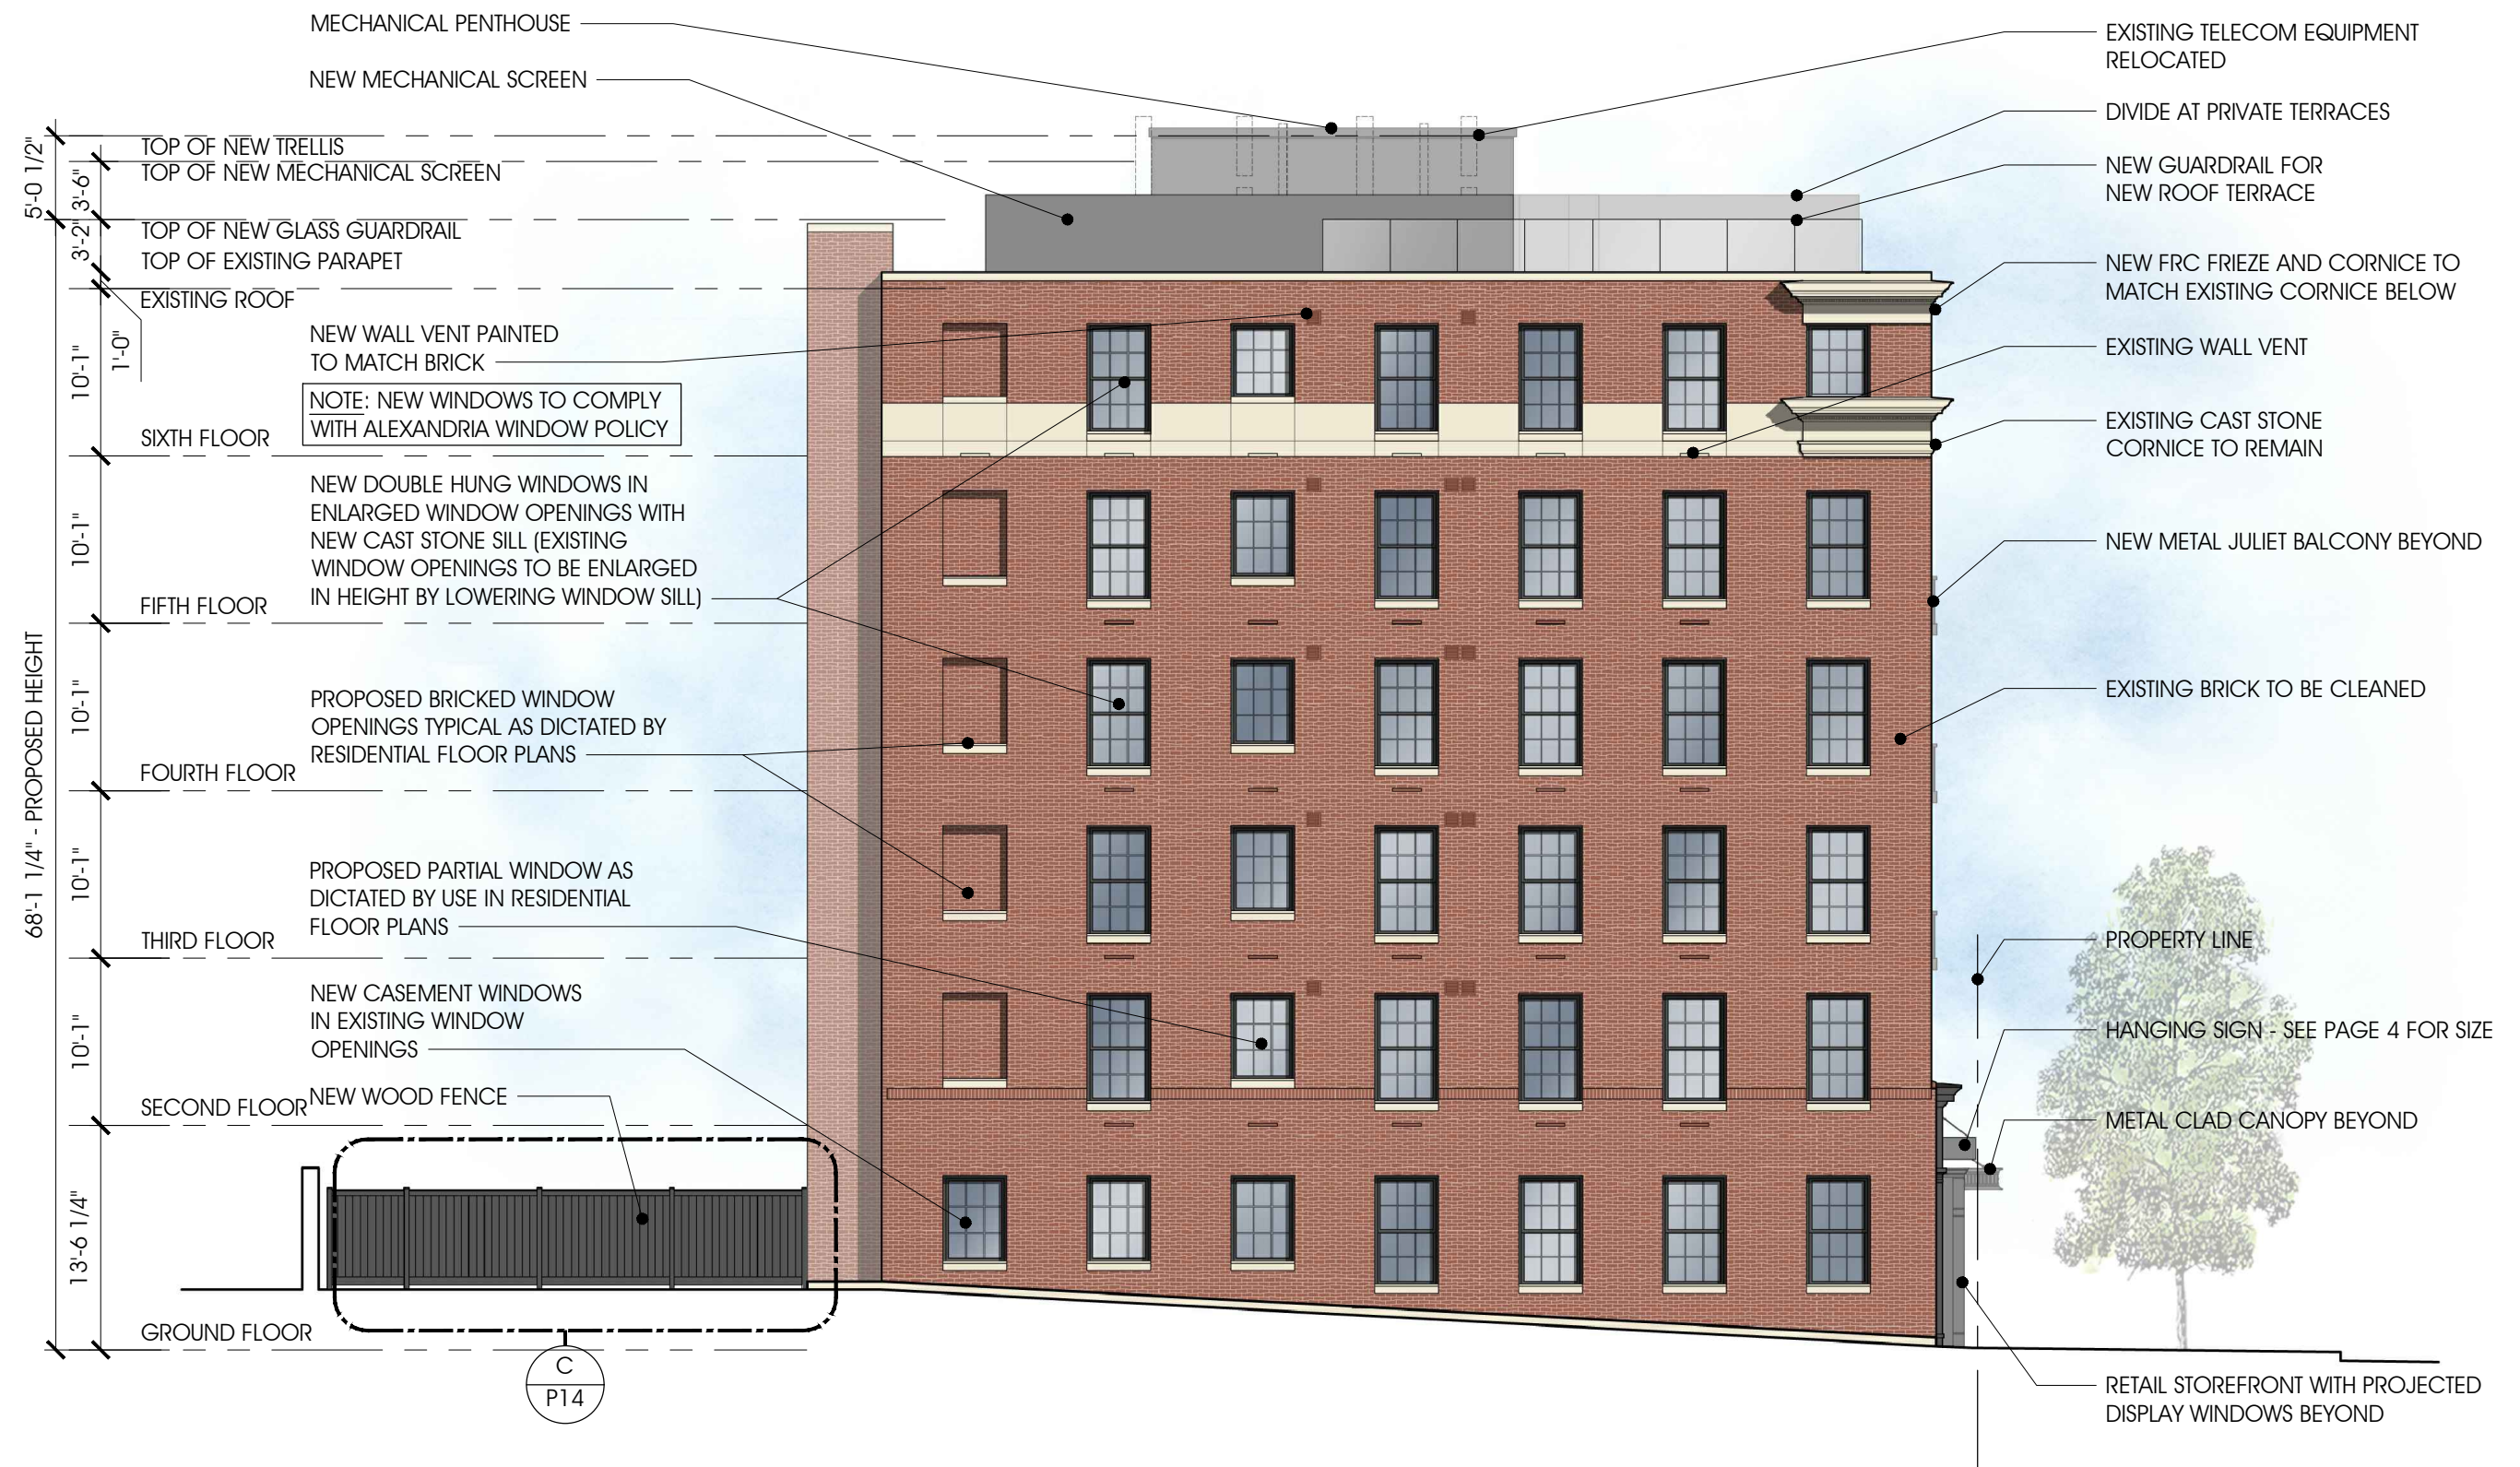 MECHANICAL PENTHOUSE
NEW MECHANICAL SCREEN
5'-0 1/2"
3'-6"
3'-2"
TOP OF NEW TRELLIS
TOP OF NEW MECHANICAL SCREEN
TOP OF NEW GLASS GUARDRAIL
TOP OF EXISTING PARAPET
EXISTING ROOF
1'-0"
10'-1"
NEW WALL VENT PAINTED
TO MATCH BRICK
NOTE: NEW WINDOWS TO COMPLY
WITH ALEXANDRIA WINDOW POLICY
SIXTH FLOOR
10'-1"
NEW DOUBLE HUNG WINDOWS IN
ENLARGED WINDOW OPENINGS WITH
NEW CAST STONE SILL (EXISTING
WINDOW OPENINGS TO BE ENLARGED
IN HEIGHT BY LOWERING WINDOW SILL)
FIFTH FLOOR
68'-1 1/4" - PROPOSED HEIGHT
10'-1"
PROPOSED BRICKED WINDOW
OPENINGS TYPICAL AS DICTATED BY
RESIDENTIAL FLOOR PLANS
FOURTH FLOOR
10'-1"
PROPOSED PARTIAL WINDOW AS
DICTATED BY USE IN RESIDENTIAL
FLOOR PLANS
THIRD FLOOR
10'-1"
NEW CASEMENT WINDOWS
IN EXISTING WINDOW
OPENINGS
NEW WOOD FENCE
SECOND FLOOR
13'-6 1/4"
GROUND FLOOR
C
P14
EXISTING TELECOM EQUIPMENT
RELOCATED
DIVIDE AT PRIVATE TERRACES
NEW GUARDRAIL FOR
NEW ROOF TERRACE
NEW FRC FRIEZE AND CORNICE TO
MATCH EXISTING CORNICE BELOW
EXISTING WALL VENT
EXISTING CAST STONE
CORNICE TO REMAIN
NEW METAL JULIET BALCONY BEYOND
EXISTING BRICK TO BE CLEANED
PROPERTY LINE
HANGING SIGN - SEE PAGE 4 FOR SIZE
METAL CLAD CANOPY BEYOND
RETAIL STOREFRONT WITH PROJECTED
DISPLAY WINDOWS BEYOND